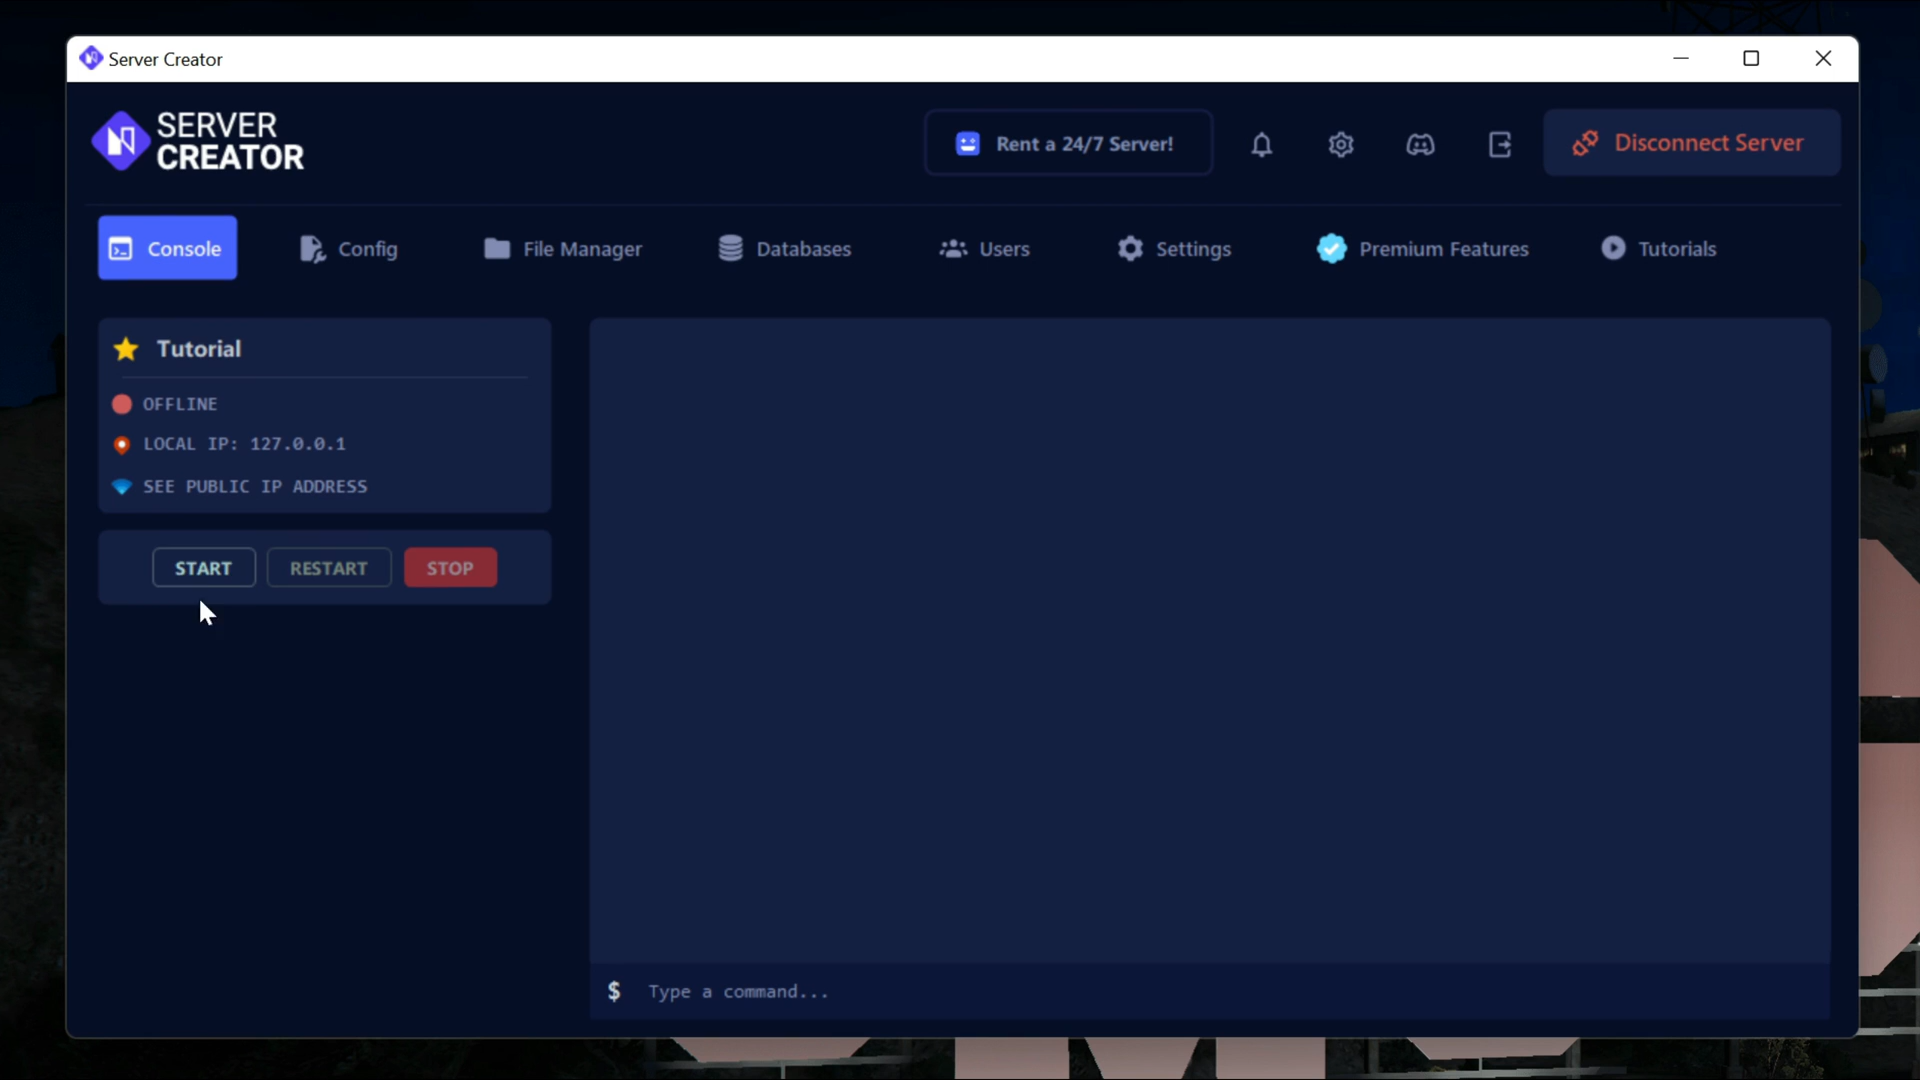 Server Creator
SERVER
CREATOR
Rent a 24/7 Server!
Disconnect Server
Console
Config
File Manager
Databases
Users
Settings
Premium Features
Tutorials
Tutorial
OFFLINE
LOCAL IP: 127.0.0.1
SEE PUBLIC IP ADDRESS
START
RESTART
STOP
$ Type a command...